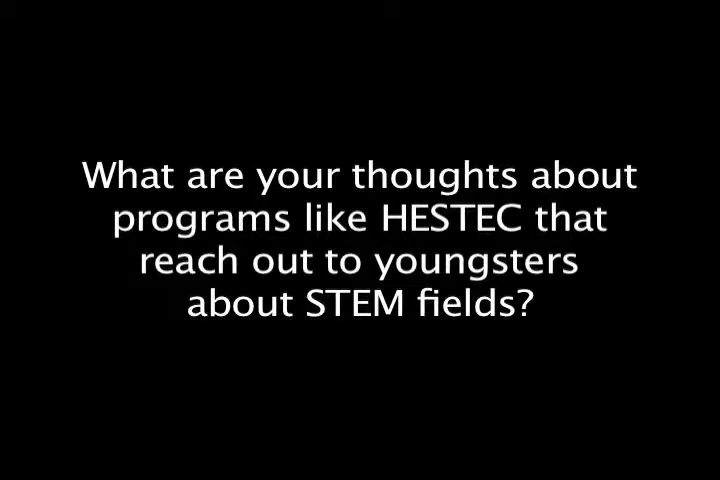 What are your thoughts about
programs like HESTEC that
reach out to youngsters
about STEM fields?